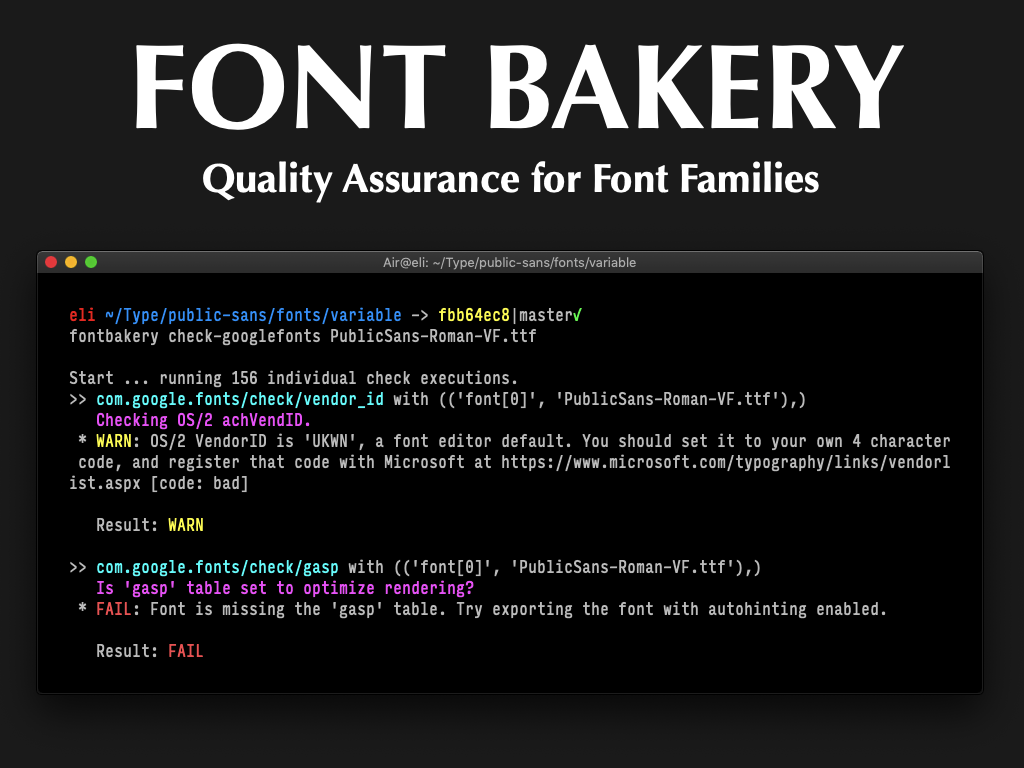 FONT BAKERY
Quality Assurance for Font Families
Air@eli: ~/Type/public-sans/fonts/variable
eli ~/Type/public-sans/fonts/variable -> fbb64ec8|master✓
fontbakery check-googlefonts PublicSans-Roman-VF.ttf
Start ... running 156 individual check executions.
>> com.google.fonts/check/vendor_id with (('font[0]', 'PublicSans-Roman-VF.ttf'),)
Checking OS/2 achVendID.
* WARN: OS/2 VendorID is 'UKWN', a font editor default. You should set it to your own 4 character
code, and register that code with Microsoft at https://www.microsoft.com/typography/links/vendorl
ist.aspx [code: bad]
Result: WARN
>> com.google.fonts/check/gasp with (('font[0]', 'PublicSans-Roman-VF.ttf'),)
Is 'gasp' table set to optimize rendering?
* FAIL: Font is missing the 'gasp' table. Try exporting the font with autohinting enabled.
Result: FAIL